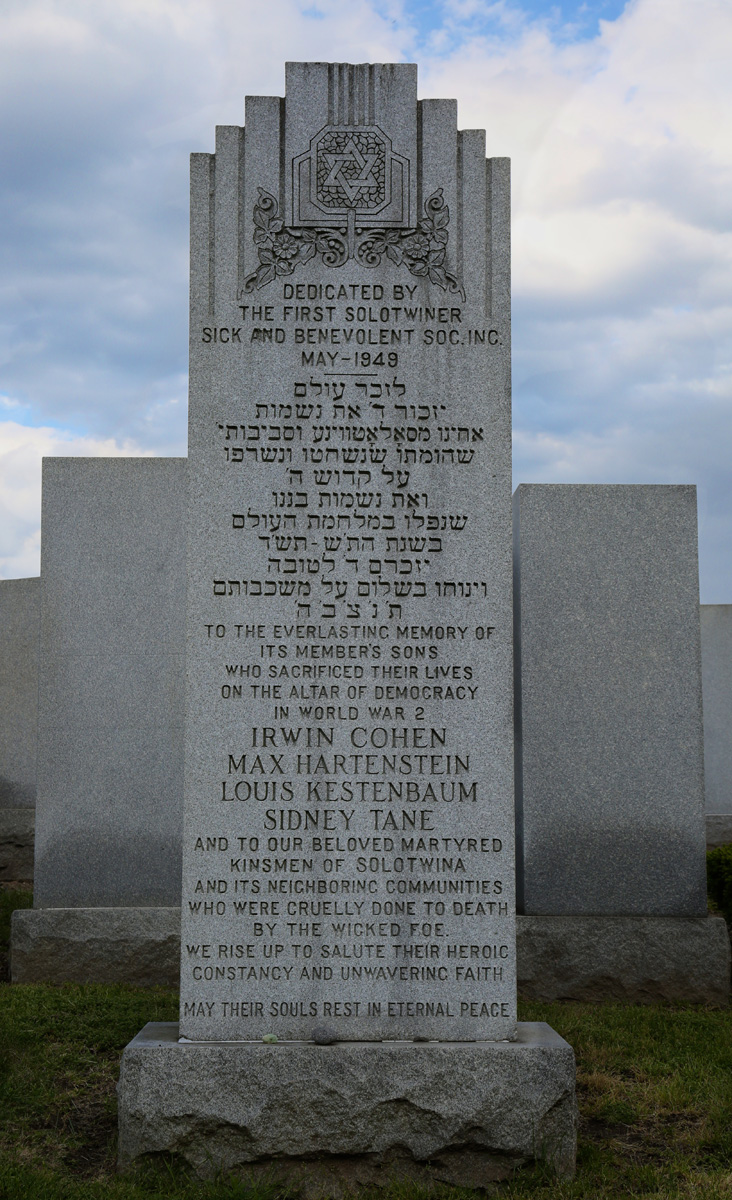 DEDICATED BY
THE FIRST SOLOTWINER
SICK AND BENEVOLENT SOC. INC.
MAY-1949
לזכר עולם
יזכור ד׳ את נשמות
אחינו מסאלאטווינע וסביבותי׳
שהומתו שנשחטו ונשרפו
על קדוש ה׳
ואת נשמות בננו
שנפלו במלחמת העולם
בשנת הת״ש-תש״ד
יזכרם ד׳ לטובה
וינוחו בשלום על משכבותם
ת׳ נ׳ צ׳ ב׳ ה׳
TO THE EVERLASTING MEMORY OF
ITS MEMBER'S SONS
WHO SACRIFICED THEIR LIVES
ON THE ALTAR OF DEMOCRACY
IN WORLD WAR 2
IRWIN COHEN
MAX HARTENSTEIN
LOUIS KESTENBAUM
SIDNEY TANE
AND TO OUR BELOVED MARTYRED
KINSMEN OF SOLOTWINA
AND ITS NEIGHBORING COMMUNITIES
WHO WERE CRUELLY DONE TO DEATH
BY THE WICKED FOE.
WE RISE UP TO SALUTE THEIR HEROIC
CONSTANCY AND UNWAVERING FAITH
MAY THEIR SOULS REST IN ETERNAL PEACE